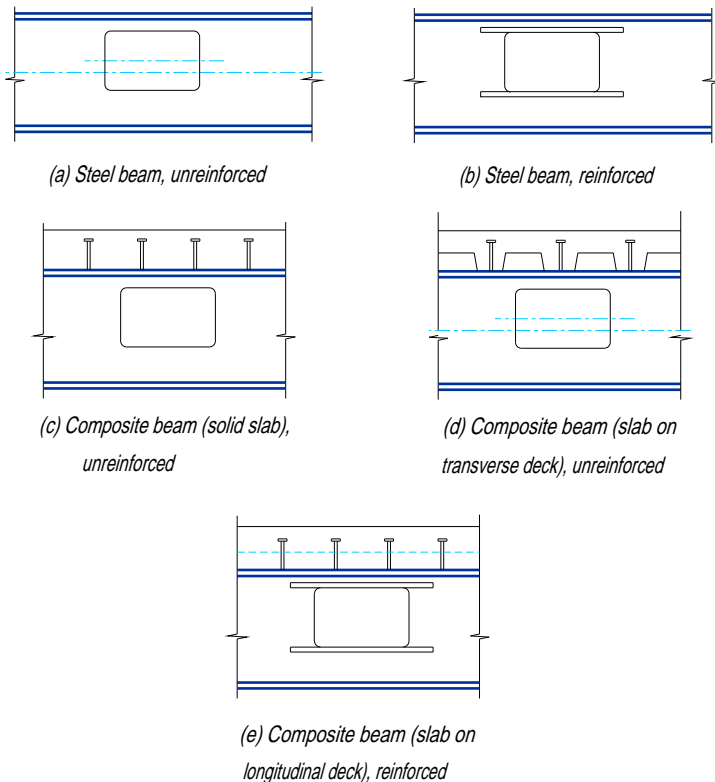 (a) Steel beam, unreinforced
(b) Steel beam, reinforced
(c) Composite beam (solid slab),
unreinforced
(d) Composite beam (slab on
transverse deck), unreinforced
(e) Composite beam (slab on
longitudinal deck), reinforced